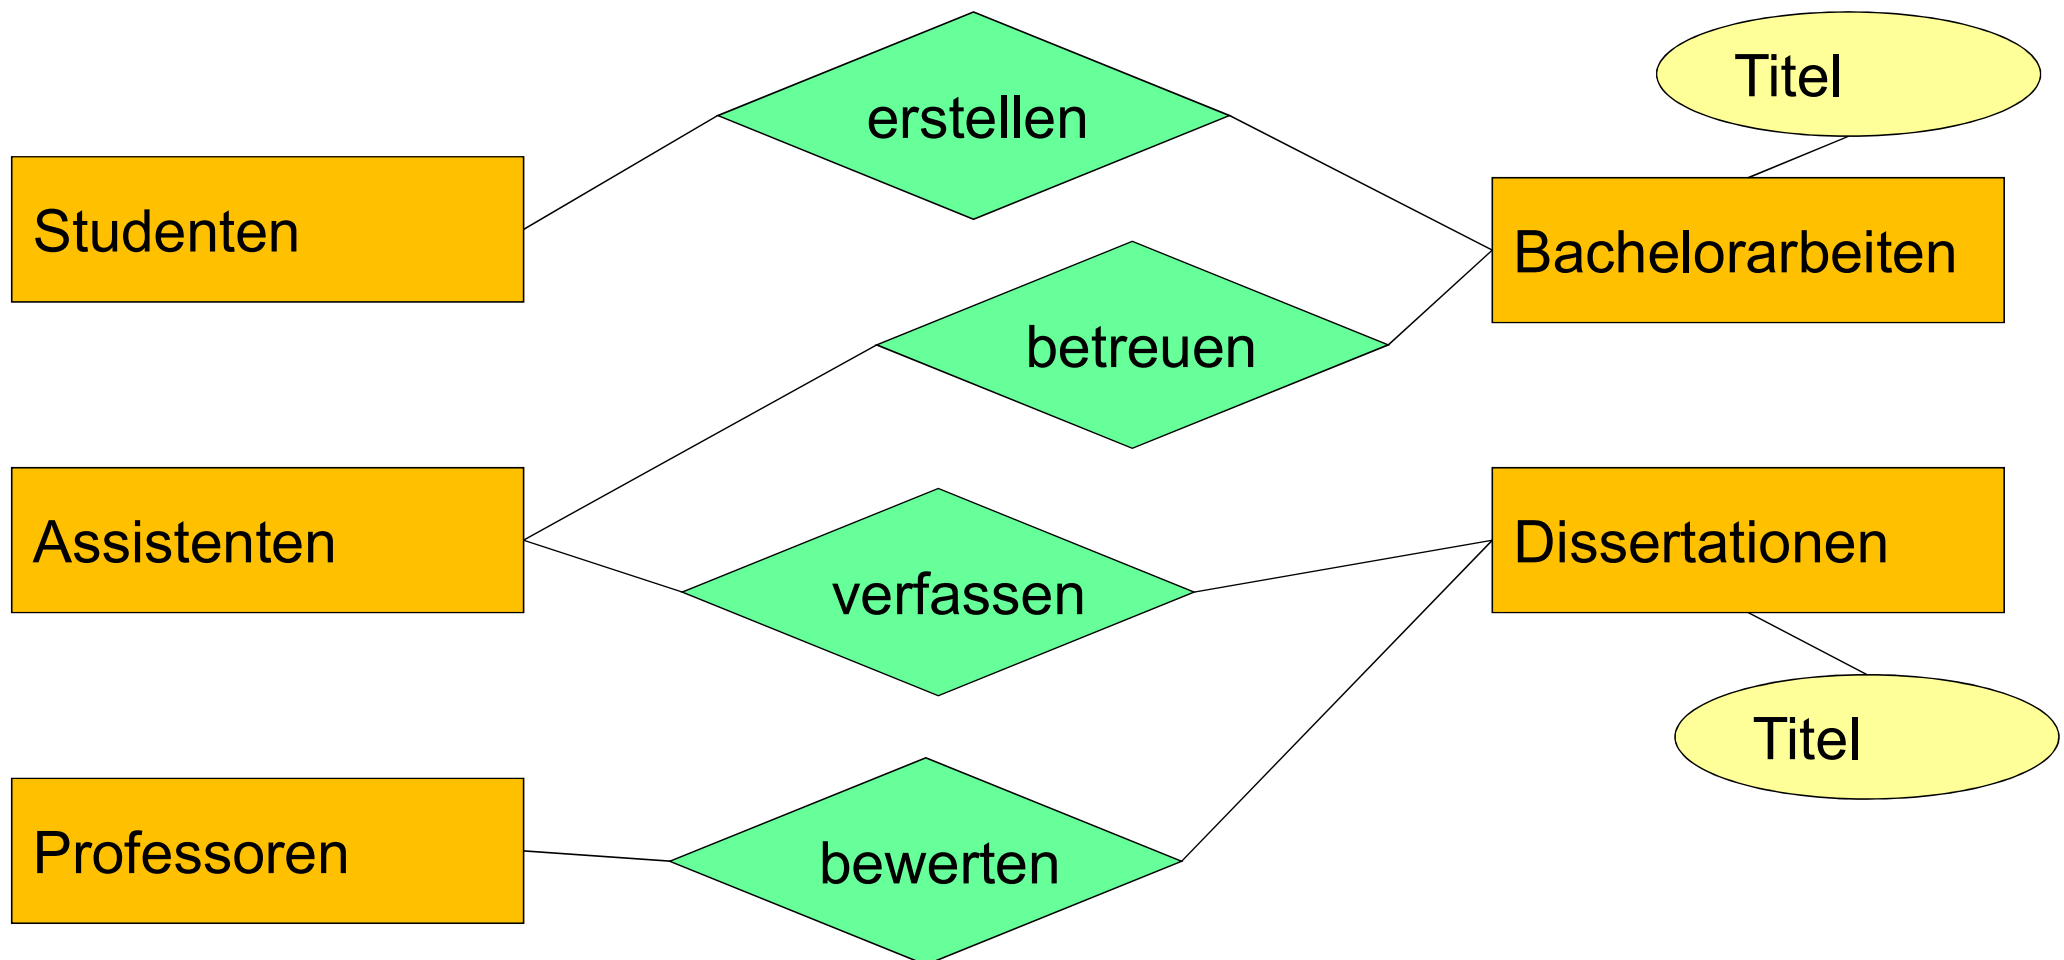 Titel
erstellen
Studenten
Bachelorarbeiten
betreuen
Assistenten
Dissertationen
verfassen
Titel
Professoren
bewerten